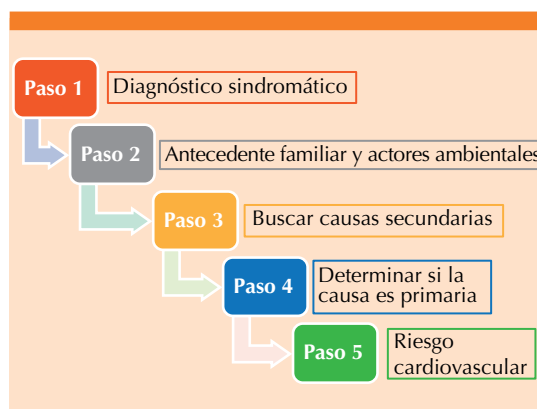 Paso 1
Diagnóstico sindromático
Paso 2
Antecedente familiar y actores ambientales
Paso 3
Buscar causas secundarias
Paso 4
Determinar si la
causa es primaria
Paso 5
Riesgo
cardiovascular